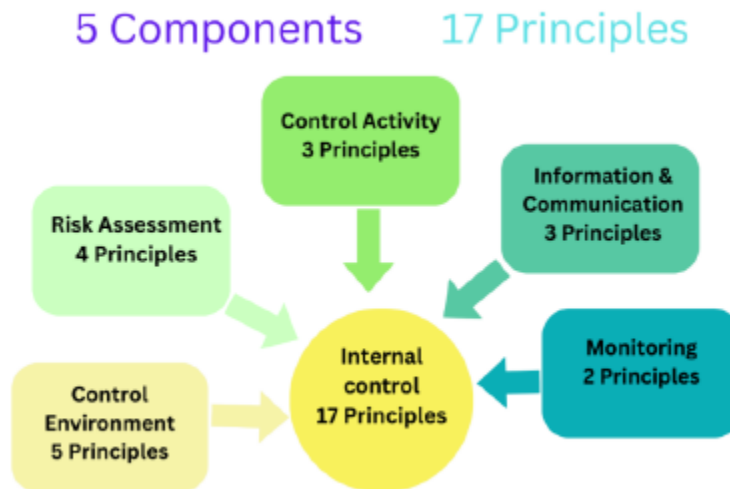 5 Components
17 Principles
Control Activity
3 Principles
Information &
Communication
3 Principles
Risk Assessment
4 Principles
Internal
control
17 Principles
Monitoring
2 Principles
Control
Environment
5 Principles